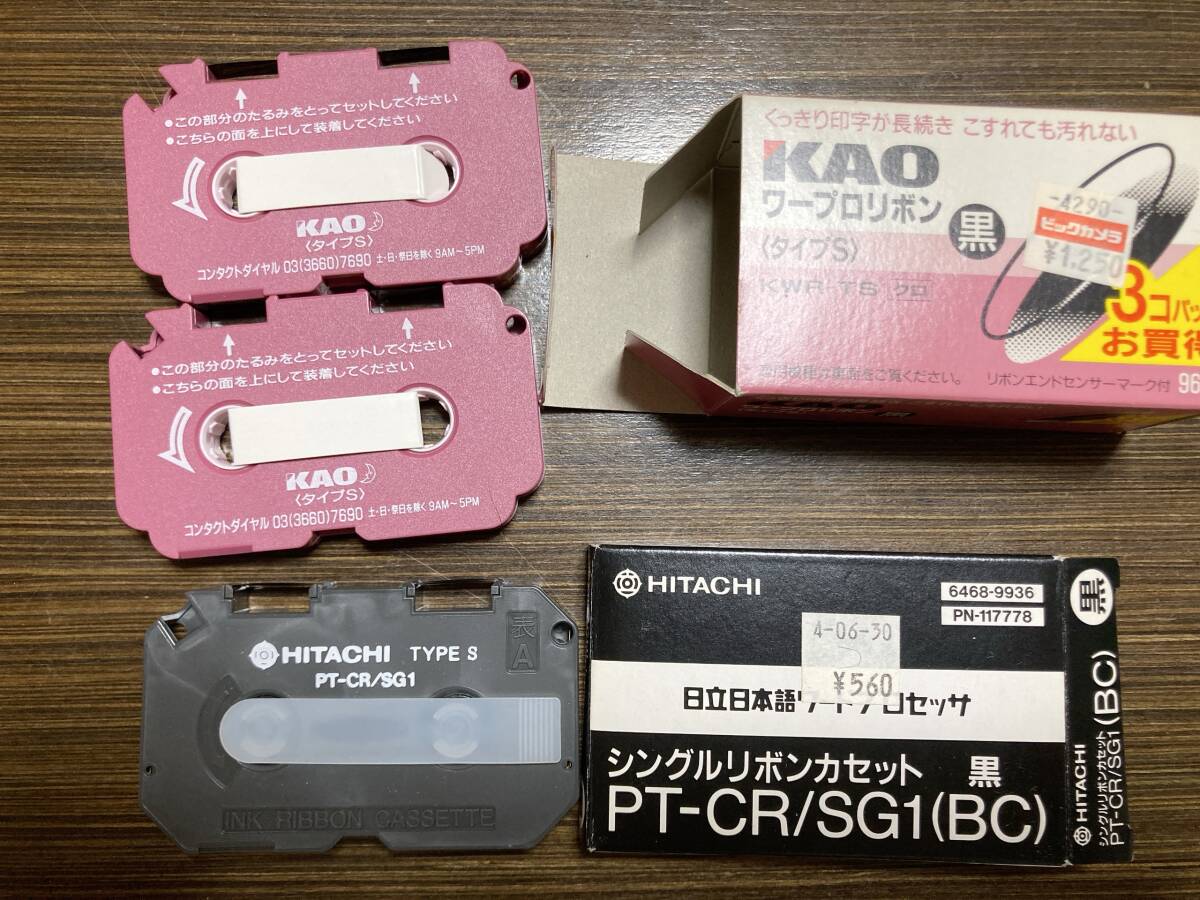 ●この部分のたるみをとってセットしてください
●こちらの面を上にして装着してください
KAO
〈タイプS〉
コンタクトダイヤル 03(3660)7690 土・日・祭日を除く 9AM〜5PM
●この部分のたるみをとってセットしてください
●こちらの面を上にして装着してください
KAO
〈タイプS〉
コンタクトダイヤル 03(3660)7690 土・日・祭日を除く 9AM〜5PM
くっきり印字が長続き こすれても汚れない
KAO
ワープロリボン
黒
〈タイプS〉
KWR-TS クロ
-4290-
ビックカメラ
¥1,250
3コパッ
お買得
をご覧ください。
リボンエンドセンサーマーク付 96
KAO
HITACHI TYPE S
PT-CR/SG1
表
A
INK RIBBON CASSETTE
HITACHI
6468-9936
PN-117778
4-06-30
¥560
日立日本語ワードプロセッサ
シングルリボンカセット 黒
PT-CR/SG1(BC)
黒
HITACHI
シングルリボンカセット
PT-CR/SG1(BC)